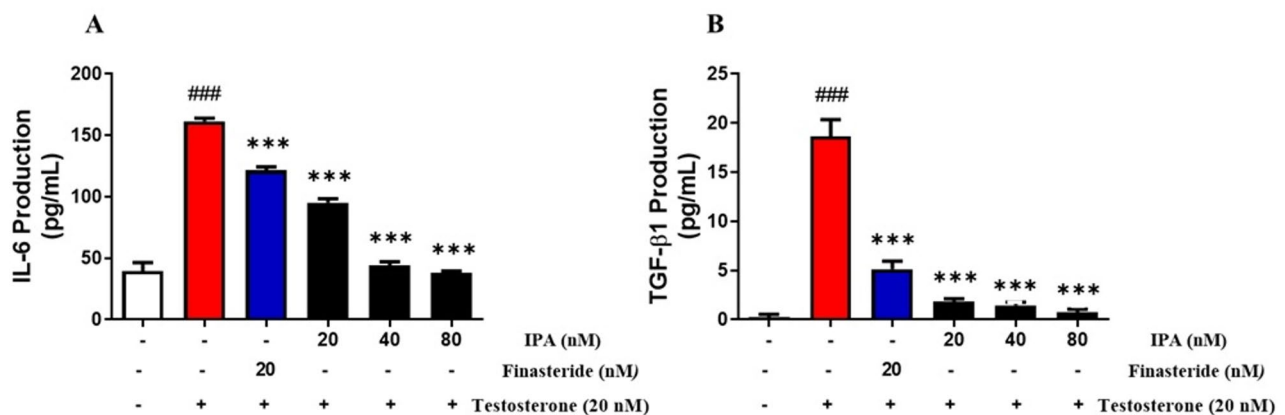 A
B
IL-6 Production
(pg/mL)
200
150
100
50
0
###
***
***
***
***
TGF-β1 Production
(pg/mL)
25
20
15
10
5
0
###
***
***
***
***
- - - 20 40 80 IPA (nM)
- - 20 - - - Finasteride (nM)
- + + + + + Testosterone (20 nM)
- - - 20 40 80 IPA (nM)
- - 20 - - - Finasteride (nM)
- + + + + + Testosterone (20 nM)